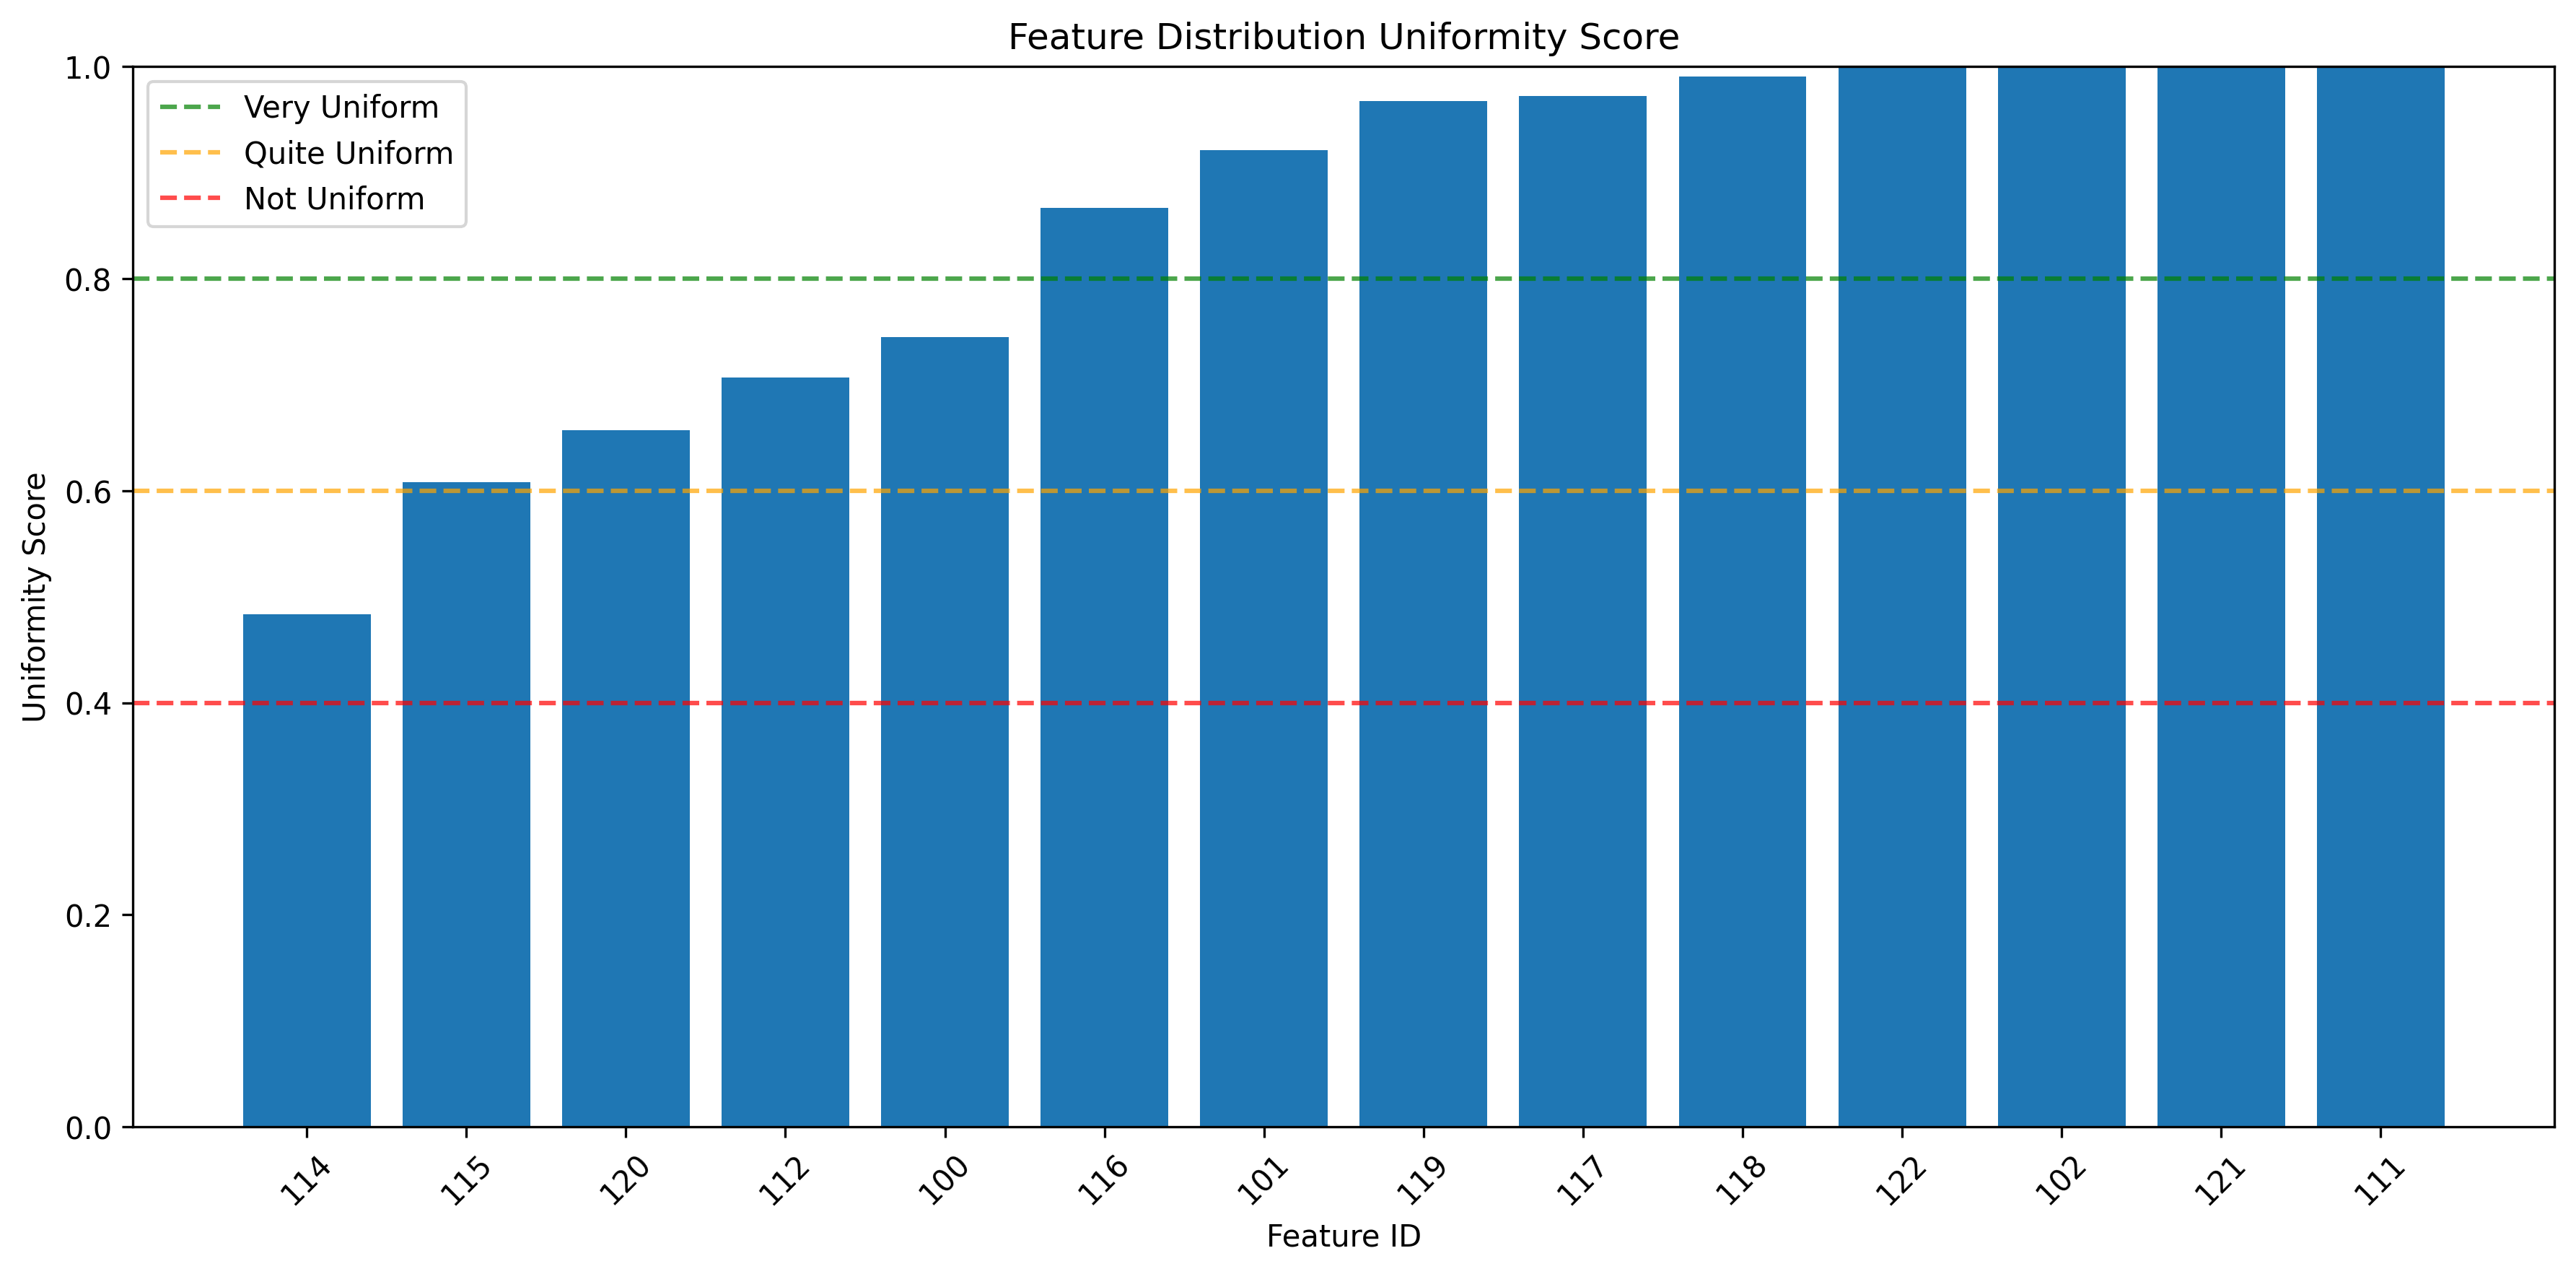 Feature Distribution Uniformity Score
1.0
0.8
0.6
0.4
0.2
0.0
Uniformity Score
Very Uniform
Quite Uniform
Not Uniform
114 115 120 112 100 116 101 119 117 118 122 102 121 111
Feature ID